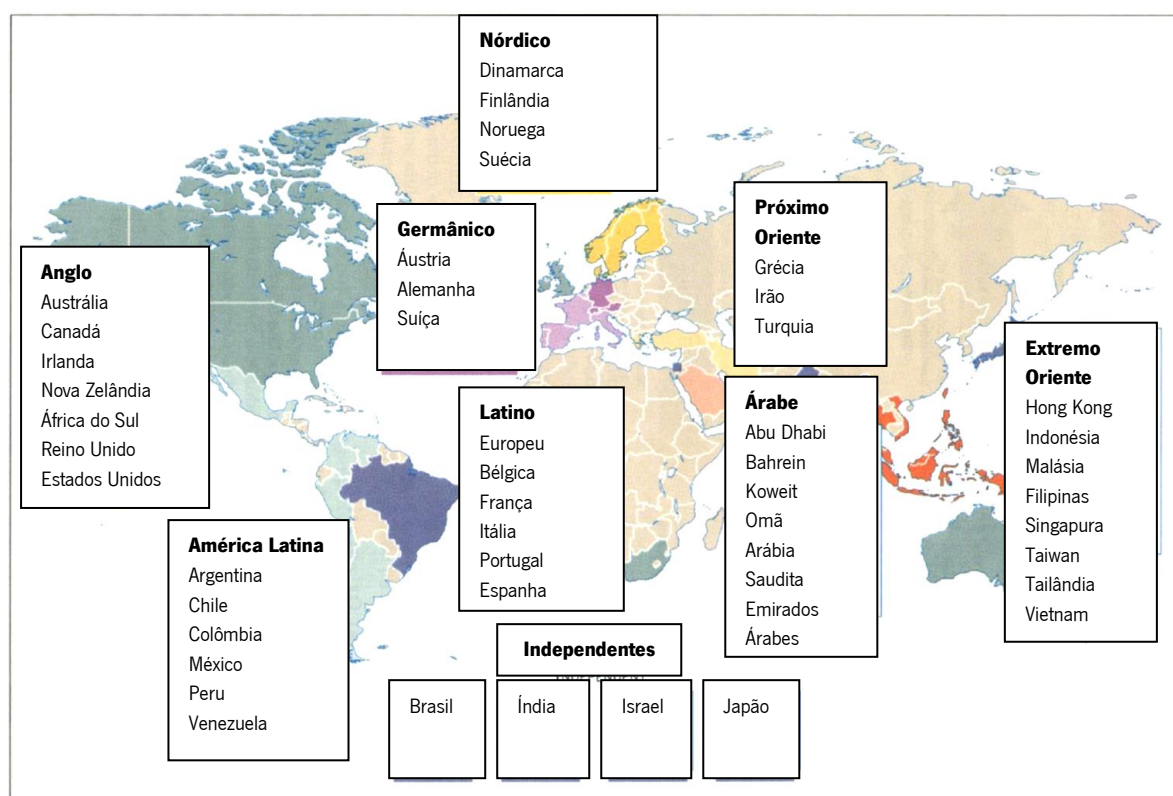 Nórdico
Dinamarca
Finlândia
Noruega
Suécia
Germânico
Áustria
Alemanha
Suíça
Próximo
Oriente
Grécia
Irão
Turquia
Anglo
Austrália
Canadá
Irlanda
Nova Zelândia
África do Sul
Reino Unido
Estados Unidos
Extremo
Oriente
Hong Kong
Indonésia
Malásia
Filipinas
Singapura
Taiwan
Tailândia
Vietnam
Latino
Europeu
Bélgica
França
Itália
Portugal
Espanha
Árabe
Abu Dhabi
Bahrein
Koweit
Omã
Arábia
Saudita
Emirados
Árabes
América Latina
Argentina
Chile
Colômbia
México
Peru
Venezuela
Independentes
Brasil
Índia
Israel
Japão